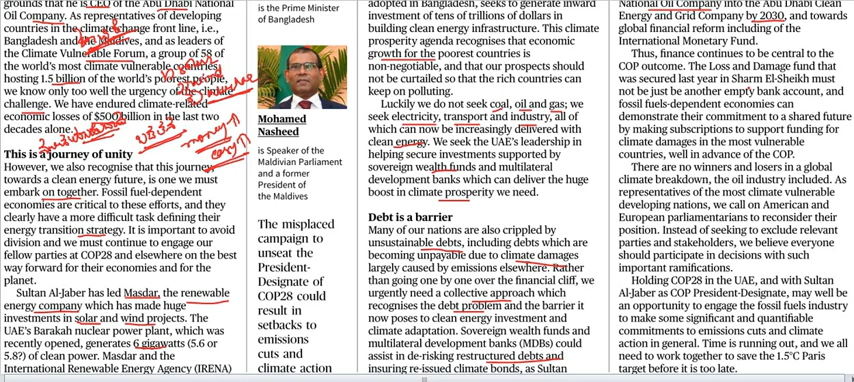 grounds that he is CEO of the Abu Dhabi National
Oil Company. As representatives of developing
countries in the climate change front line, i.e.,
Bangladesh and the Maldives, and as leaders of
the Climate Vulnerable Forum, a group of 58 of
the world's most climate vulnerable countries,
hosting 1.5 billion of the world's poorest people,
we know only too well the urgency of the climate
challenge. We have endured climate-related
economic losses of $500 billion in the last two
decades alone.
money
This is a journey of unity
However, we also recognise that this journey
towards a clean energy future, is one we must
embark on together. Fossil fuel-dependent
economies are critical to these efforts, and they
clearly have a more difficult task defining their
energy transition strategy. It is important to avoid
division and we must continue to engage our
fellow parties at COP28 and elsewhere on the best
way forward for their economies and for the
planet.
Sultan Al-Jaber has led Masdar, the renewable
energy company which has made huge
investments in solar and wind projects. The
UAE's Barakah nuclear power plant, which was
recently opened, generates 6 gigawatts (5.6 or
5.8?) of clean power. Masdar and the
International Renewable Energy Agency (IRENA)
is the Prime Minister
of Bangladesh
Mohamed
Nasheed
is Speaker of the
Maldivian Parliament
and a former
President of
the Maldives
The misplaced
campaign to
unseat the
President-
Designate of
COP28 could
result in
setbacks to
emissions
cuts and
climate action
adopted in Bangladesh, seeks to generate inward
investment of tens of trillions of dollars in
building clean energy infrastructure. This climate
prosperity agenda recognises that economic
growth for the poorest countries is
non-negotiable, and that our prospects should
not be curtailed so that the rich countries can
keep on polluting.
Luckily we do not seek coal, oil and gas; we
seek electricity, transport and industry, all of
which can now be increasingly delivered with
clean energy. We seek the UAE's leadership in
helping secure investments supported by
sovereign wealth funds and multilateral
development banks which can deliver the huge
boost in climate prosperity we need.
Debt is a barrier
Many of our nations are also crippled by
unsustainable debts, including debts which are
becoming unpayable due to climate damages
largely caused by emissions elsewhere. Rather
than going one by one over the financial cliff, we
urgently need a collective approach which
recognises the debt problem and the barrier it
now poses to clean energy investment and
climate adaptation. Sovereign wealth funds and
multilateral development banks (MDBs) could
assist in de-risking restructured debts and
insuring re-issued climate bonds, as Sultan
National Oil Company into the Abu Dhabi Clean
Energy and Grid Company by 2030, and towards
global financial reform including of the
International Monetary Fund.
Thus, finance continues to be central to the
COP outcome. The Loss and Damage fund that
was secured last year in Sharm El-Sheikh must
not be just be another empty bank account, and
fossil fuels-dependent economies can
demonstrate their commitment to a shared future
by making subscriptions to support funding for
climate damages in the most vulnerable
countries, well in advance of the COP.
There are no winners and losers in a global
climate breakdown, the oil industry included. As
representatives of the most climate vulnerable
developing nations, we call on American and
European parliamentarians to reconsider their
position. Instead of seeking to exclude relevant
parties and stakeholders, we believe everyone
should participate in decisions with such
important ramifications.
Holding COP28 in the UAE, and with Sultan
Al-Jaber as COP President-Designate, may well be
an opportunity to engage the fossil fuels industry
to make some significant and quantifiable
commitments to emissions cuts and climate
action in general. Time is running out, and we all
need to work together to save the 1.5°C Paris
target before it is too late.